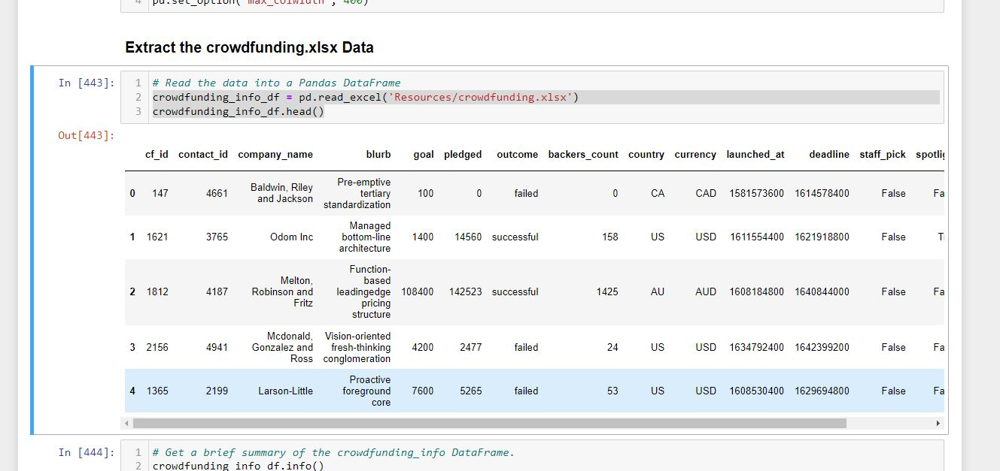 4 pd.set_option('max_colwidth', 400)
Extract the crowdfunding.xlsx Data
In [443]:
1 # Read the data into a Pandas DataFrame
2 crowdfunding_info_df = pd.read_excel('Resources/crowdfunding.xlsx')
3 crowdfunding_info_df.head()
Out[443]:
cf_id contact_id company_name blurb goal pledged outcome backers_count country currency launched_at deadline staff_pick
Pre-emptive
Baldwin, Riley tertiary
0 147 4661 100 0 failed 0 CA CAD 1581573600 1614578400 False Fa
and Jackson standardization
Managed
1 1621 3765 Odom Inc bottom-line 1400 14560 successful 158 US USD 1611554400 1621918800 False
architecture
Function-
based
Melton,
2 1812 4187 Robinson and leadingedge 108400 142523 successful 1425 AU AUD 1608184800 1640844000 False Fa
Fritz pricing
structure
Mcdonald, Vision-oriented
3 2156 4941 Gonzalez and fresh-thinking 4200 2477 failed 24 US USD 1634792400 1642399200 False Fa
Ross conglomeration
Proactive
4 1365 2199 Larson-Little foreground 7600 5265 failed 53 US USD 1608530400 1629694800 False Fa
core
In [444]:
1 # Get a brief summary of the crowdfunding_info DataFrame.
2 crowdfunding_info_df.info()